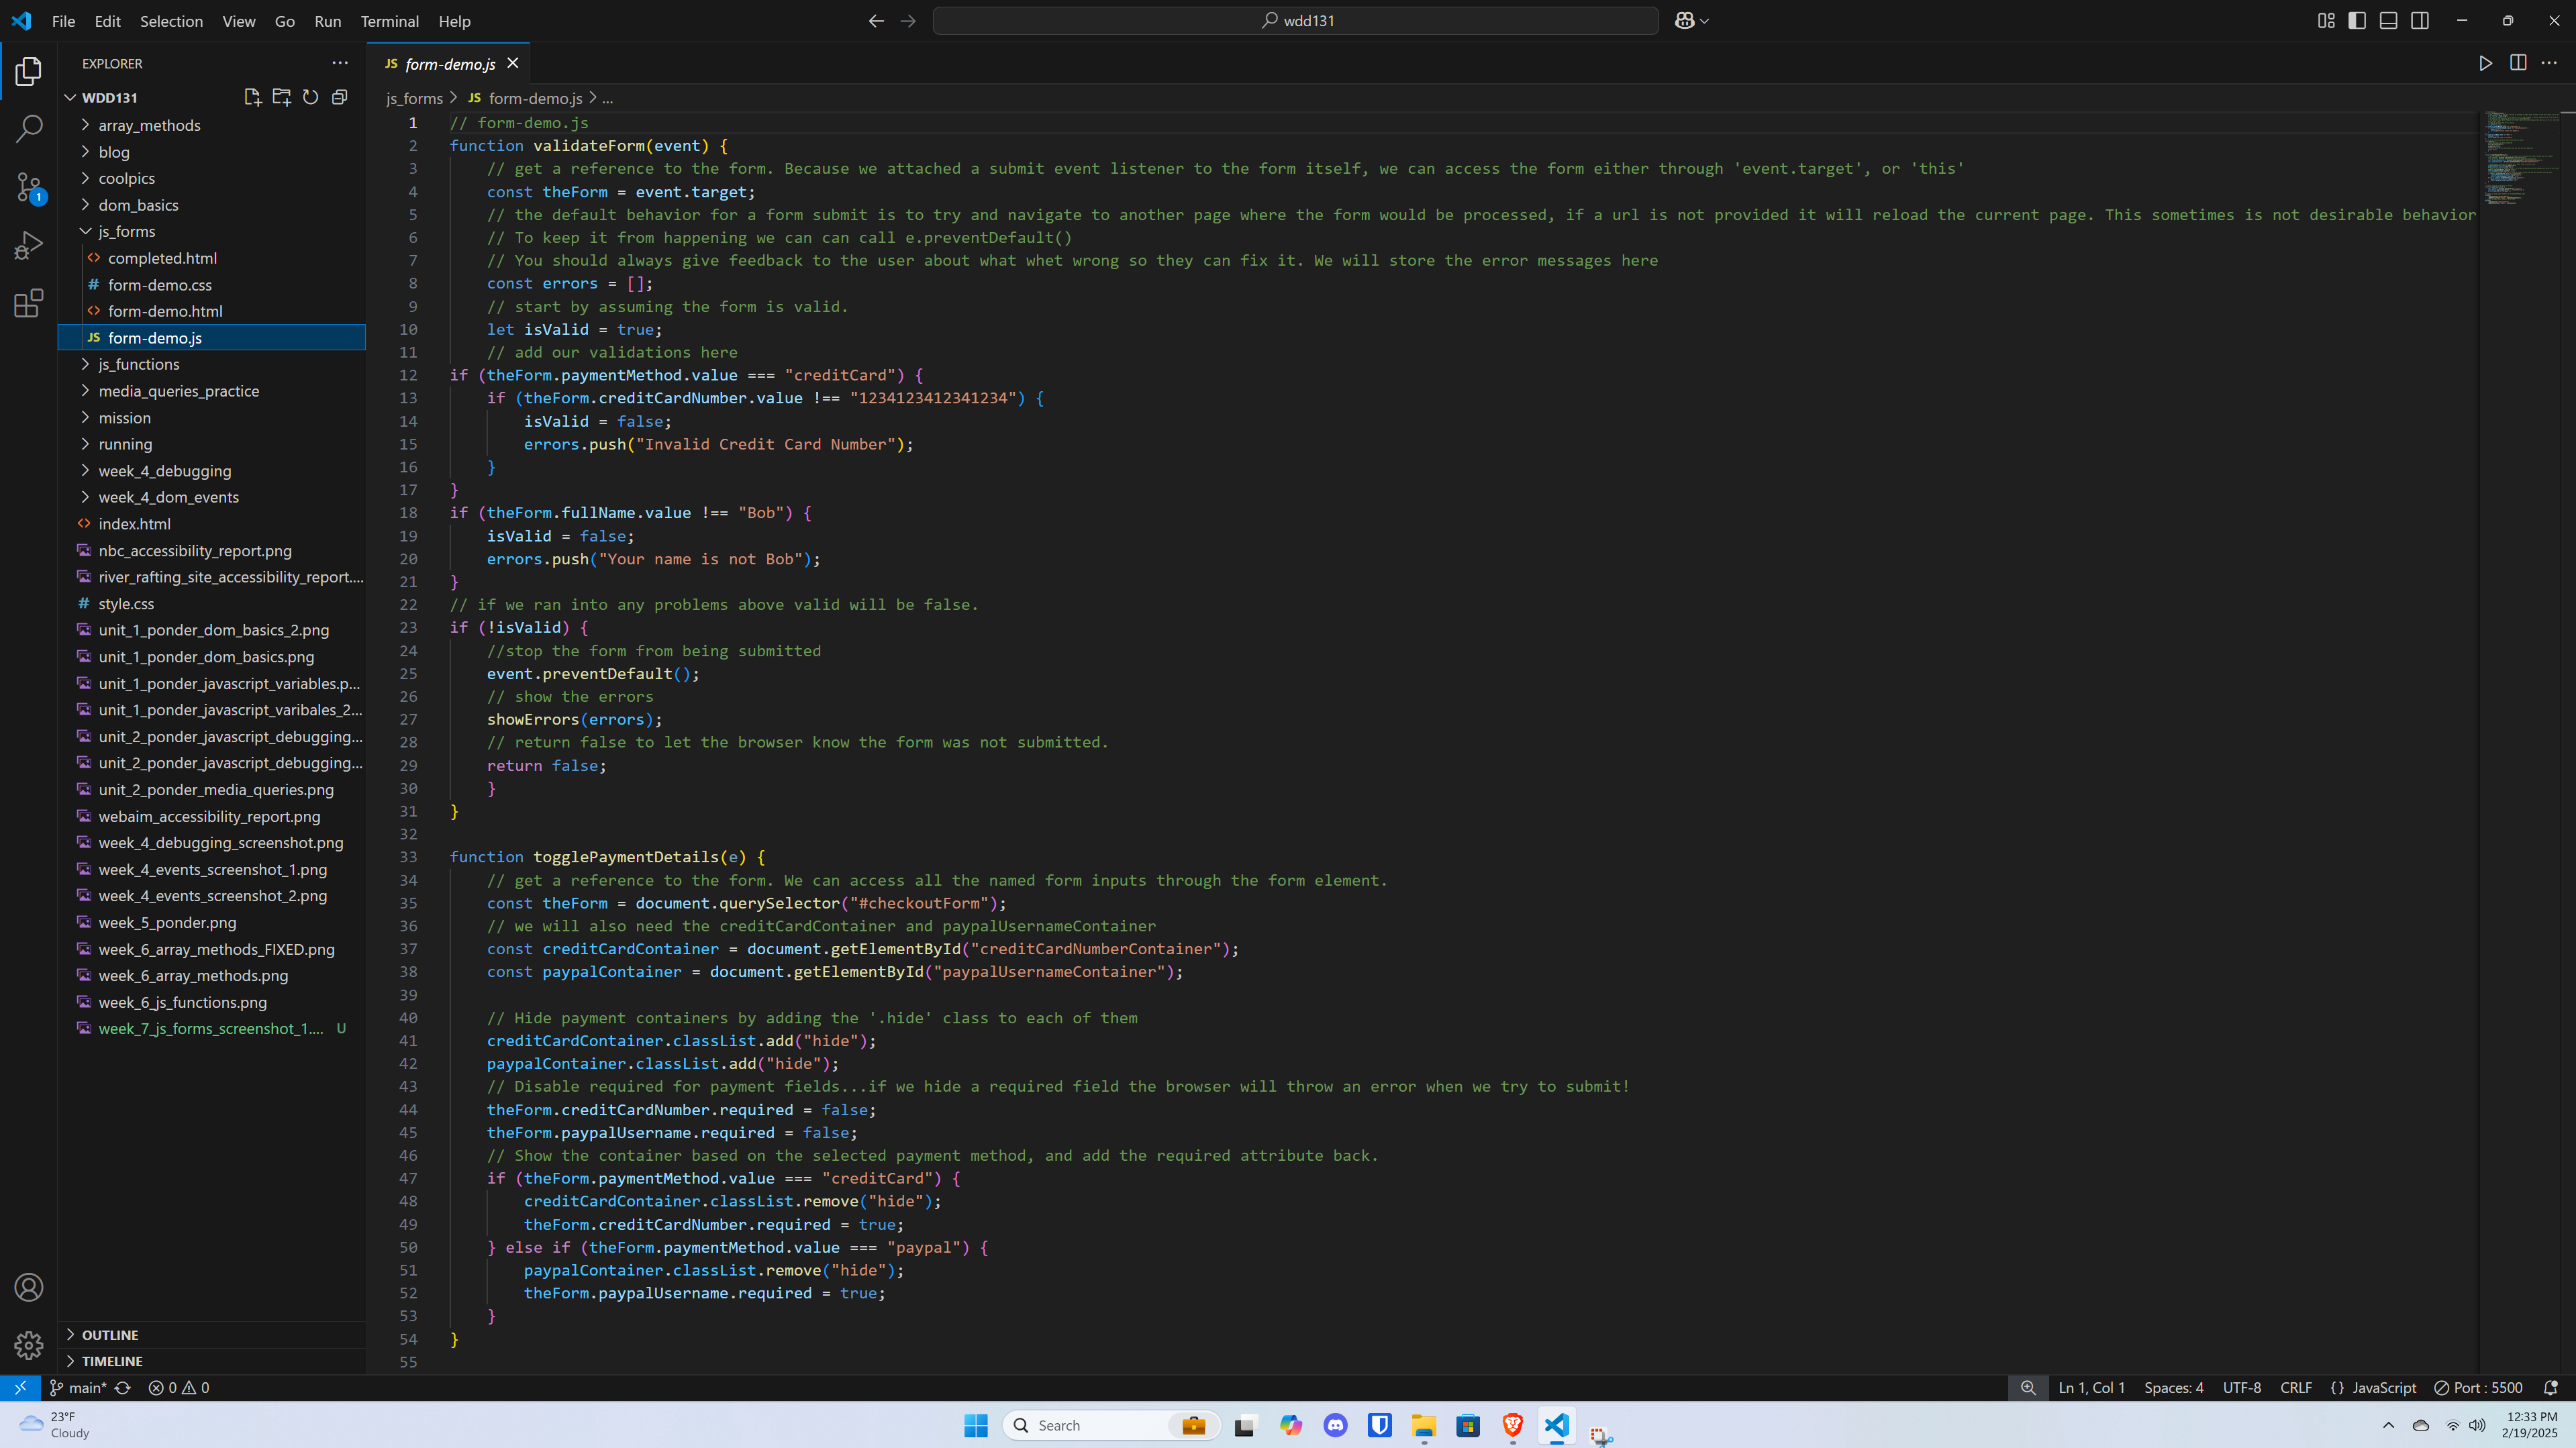 File Edit Selection View Go Run Terminal Help
wdd131
EXPLORER
WDD131
array_methods
blog
coolpics
dom_basics
js_forms
completed.html
# form-demo.css
form-demo.html
JS form-demo.js
js_functions
media_queries_practice
mission
running
week_4_debugging
week_4_dom_events
index.html
nbc_accessibility_report.png
river_rafting_site_accessibility_report....
# style.css
unit_1_ponder_dom_basics_2.png
unit_1_ponder_dom_basics.png
unit_1_ponder_javascript_variables.p...
unit_1_ponder_javascript_varibales_2...
unit_2_ponder_javascript_debugging...
unit_2_ponder_javascript_debugging...
unit_2_ponder_media_queries.png
webaim_accessibility_report.png
week_4_debugging_screenshot.png
week_4_events_screenshot_1.png
week_4_events_screenshot_2.png
week_5_ponder.png
week_6_array_methods_FIXED.png
week_6_array_methods.png
week_6_js_functions.png
week_7_js_forms_screenshot_1.... U
OUTLINE
TIMELINE
JS form-demo.js
js_forms > JS form-demo.js > ...
1 // form-demo.js
2 function validateForm(event) {
3 // get a reference to the form. Because we attached a submit event listener to the form itself, we can access the form either through 'event.target', or 'this'
4 const theForm = event.target;
5 // the default behavior for a form submit is to try and navigate to another page where the form would be processed, if a url is not provided it will reload the current page. This sometimes is not desirable behavior
6 // To keep it from happening we can can call e.preventDefault()
7 // You should always give feedback to the user about what whet wrong so they can fix it. We will store the error messages here
8 const errors = [];
9 // start by assuming the form is valid.
10 let isValid = true;
11 // add our validations here
12 if (theForm.paymentMethod.value === "creditCard") {
13 if (theForm.creditCardNumber.value !== "1234123412341234") {
14 isValid = false;
15 errors.push("Invalid Credit Card Number");
16 }
17 }
18 if (theForm.fullName.value !== "Bob") {
19 isValid = false;
20 errors.push("Your name is not Bob");
21 }
22 // if we ran into any problems above valid will be false.
23 if (!isValid) {
24 //stop the form from being submitted
25 event.preventDefault();
26 // show the errors
27 showErrors(errors);
28 // return false to let the browser know the form was not submitted.
29 return false;
30 }
31 }
32
33 function togglePaymentDetails(e) {
34 // get a reference to the form. We can access all the named form inputs through the form element.
35 const theForm = document.querySelector("#checkoutForm");
36 // we will also need the creditCardContainer and paypalUsernameContainer
37 const creditCardContainer = document.getElementById("creditCardNumberContainer");
38 const paypalContainer = document.getElementById("paypalUsernameContainer");
39
40 // Hide payment containers by adding the '.hide' class to each of them
41 creditCardContainer.classList.add("hide");
42 paypalContainer.classList.add("hide");
43 // Disable required for payment fields...if we hide a required field the browser will throw an error when we try to submit!
44 theForm.creditCardNumber.required = false;
45 theForm.paypalUsername.required = false;
46 // Show the container based on the selected payment method, and add the required attribute back.
47 if (theForm.paymentMethod.value === "creditCard") {
48 creditCardContainer.classList.remove("hide");
49 theForm.creditCardNumber.required = true;
50 } else if (theForm.paymentMethod.value === "paypal") {
51 paypalContainer.classList.remove("hide");
52 theForm.paypalUsername.required = true;
53 }
54 }
55
main* 0 0
Ln 1, Col 1 Spaces: 4 UTF-8 CRLF {} JavaScript Port : 5500
1
23°F
Cloudy
Search
12:33 PM
2/19/2025